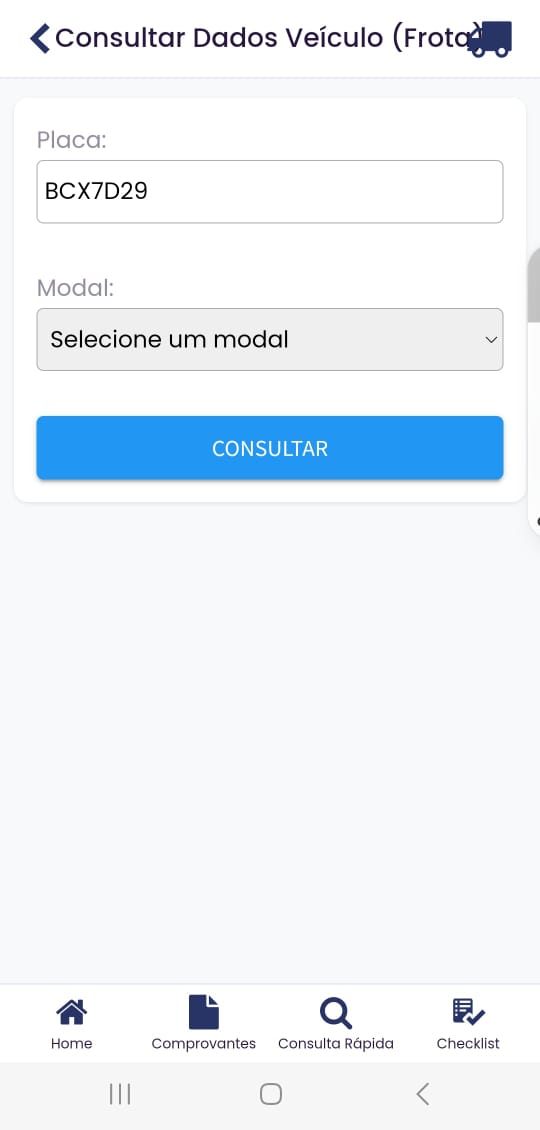 Consultar Dados Veículo (Frota)
Placa:
BCX7D29
Modal:
Selecione um modal
CONSULTAR
Home
Comprovantes
Consulta Rápida
Checklist